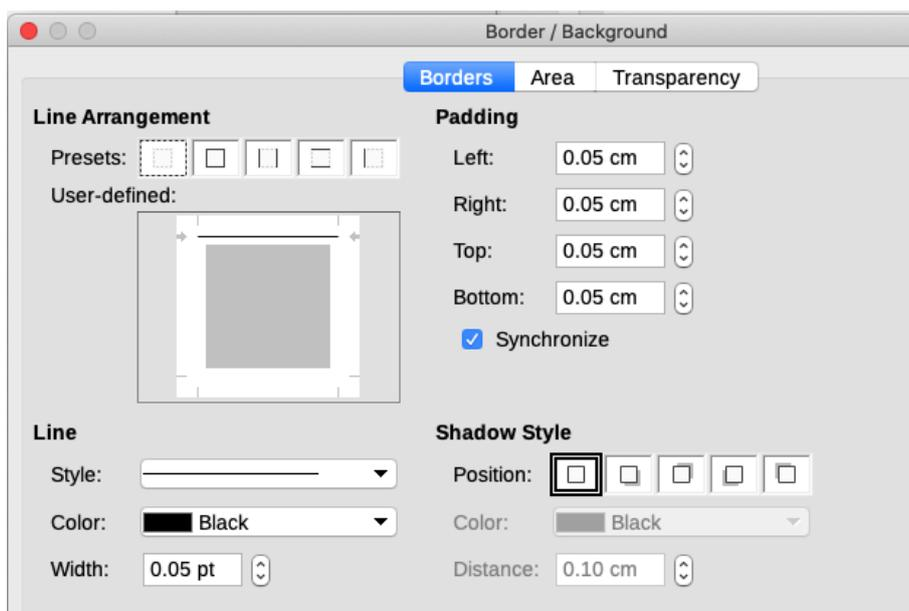 Border / Background
Borders Area Transparency
Line Arrangement
Presets:
User-defined:
Padding
Left: 0.05 cm
Right: 0.05 cm
Top: 0.05 cm
Bottom: 0.05 cm
Synchronize
Line
Style:
Color: Black
Width: 0.05 pt
Shadow Style
Position:
Color: Black
Distance: 0.10 cm